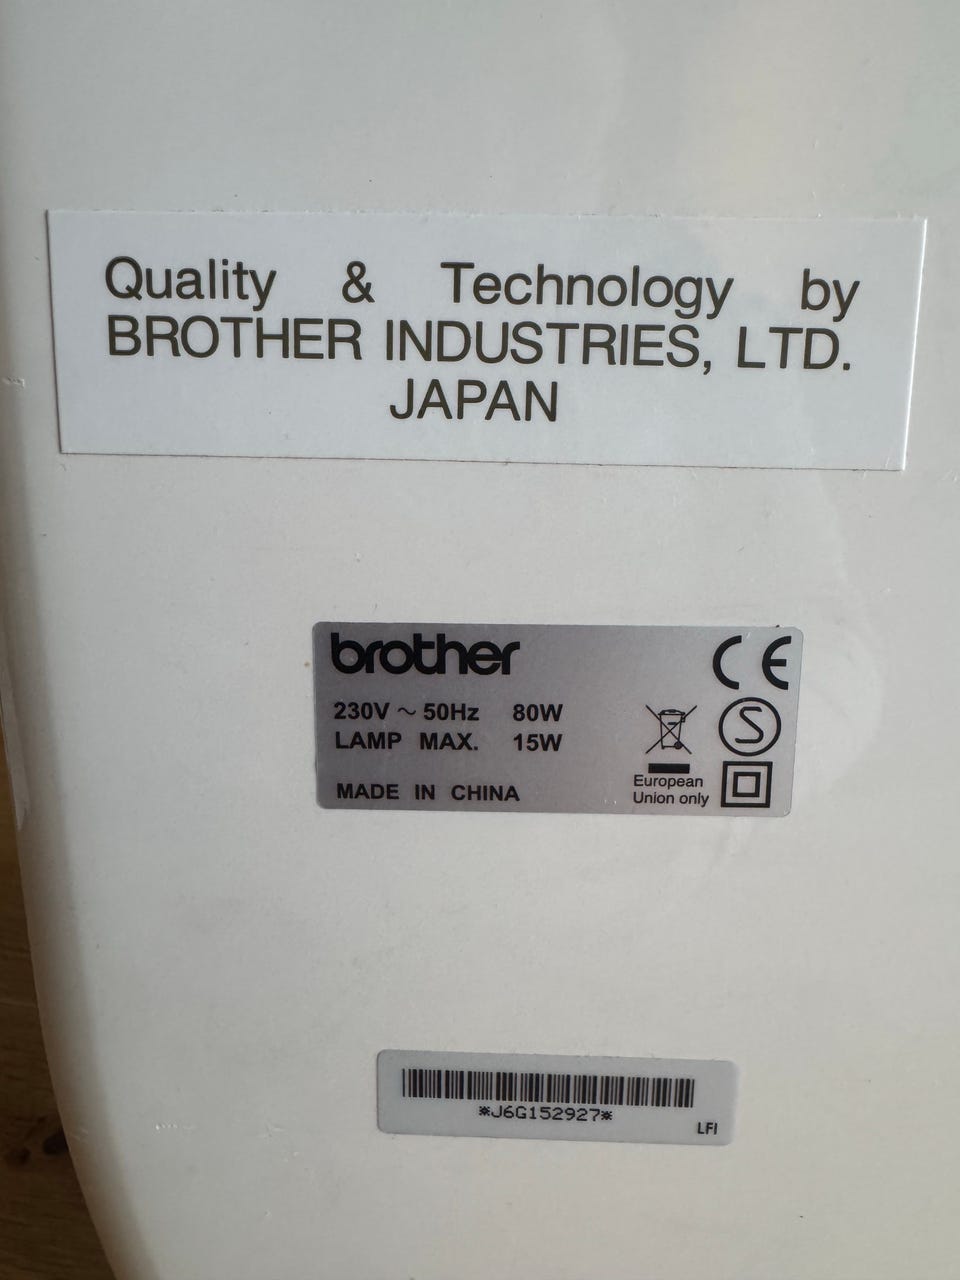 Quality & Technology by
BROTHER INDUSTRIES, LTD.
JAPAN
brother
230V ~ 50Hz 80W
LAMP MAX. 15W
MADE IN CHINA
CE
S
European
Union only
*J6G152927*
LFI